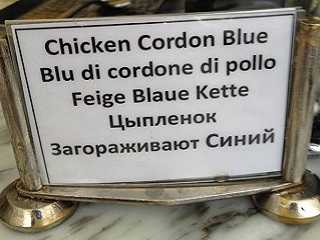 Chicken Cordon Blue
Blu di cordone di pollo
Feige Blaue Kette
Цыпленок
Загораживают Синий